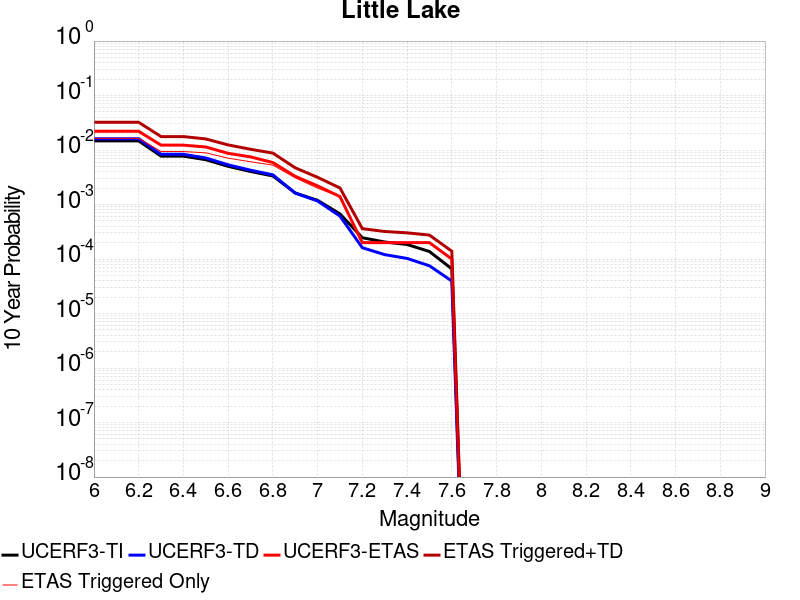 Little Lake
10 Year Probability
10^0
10^-1
10^-2
10^-3
10^-4
10^-5
10^-6
10^-7
10^-8
6 6.2 6.4 6.6 6.8 7 7.2 7.4 7.6 7.8 8 8.2 8.4 8.6 8.8 9
Magnitude
UCERF3-TI UCERF3-TD UCERF3-ETAS ETAS Triggered+TD
ETAS Triggered Only